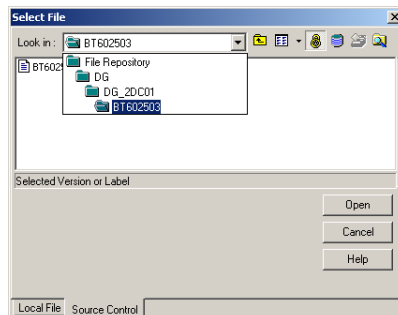 Select File
Look in : BT602503
File Repository
DG
DG_2DC01
BT602503
BT602
Selected Version or Label
Open
Cancel
Help
Local File Source Control